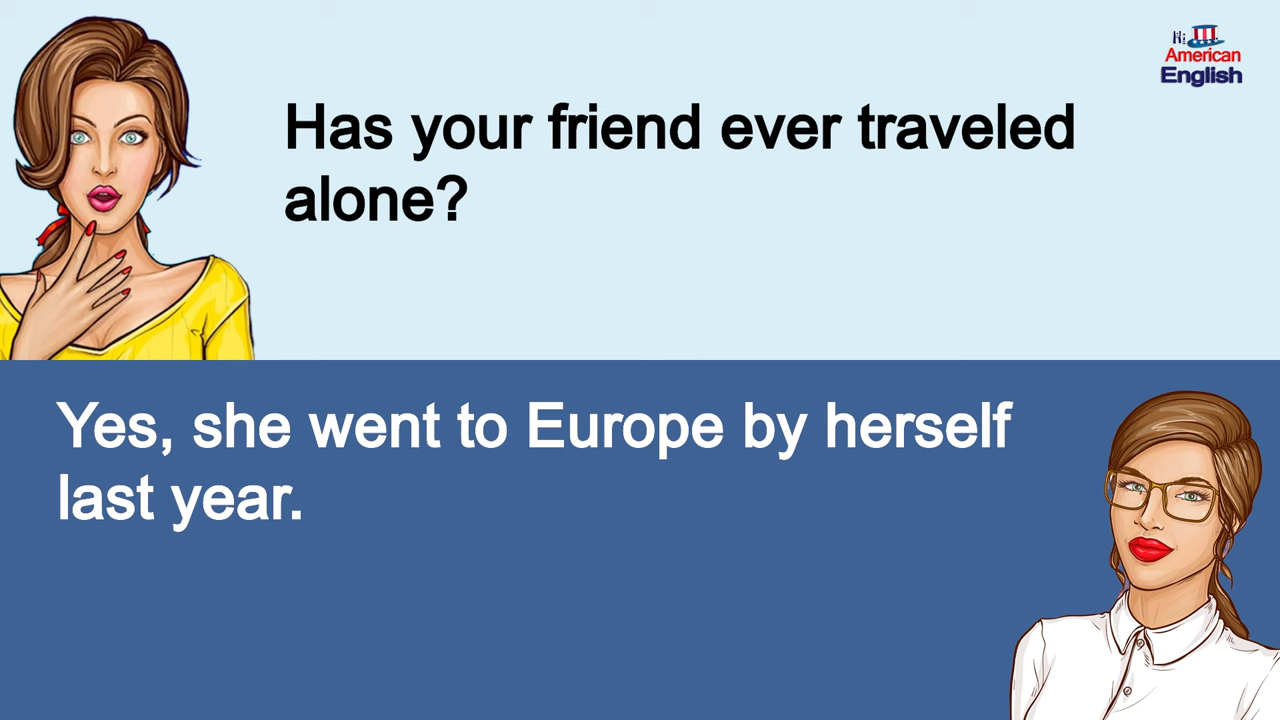 Hi
American
English
Has your friend ever traveled
alone?
Yes, she went to Europe by herself
last year.